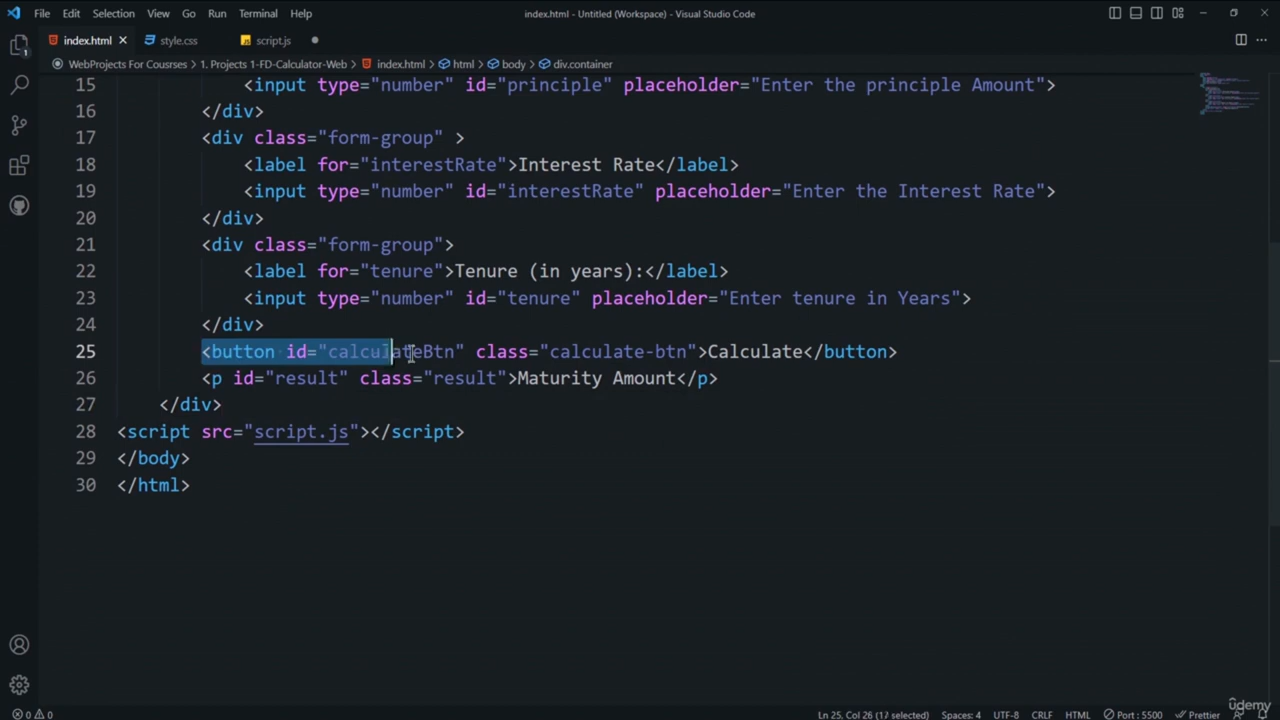 File Edit Selection View Go Run Terminal Help
index.html - Untitled (Workspace) - Visual Studio Code
index.html
style.css
script.js
WebProjects For Coursses > 1. Projects 1-FD-Calculator-Web > index.html > html > body > div.container
15 <input type="number" id="principle" placeholder="Enter the principle Amount">
16 </div>
17 <div class="form-group" >
18 <label for="interestRate">Interest Rate</label>
19 <input type="number" id="interestRate" placeholder="Enter the Interest Rate">
20 </div>
21 <div class="form-group">
22 <label for="tenure">Tenure (in years):</label>
23 <input type="number" id="tenure" placeholder="Enter tenure in Years">
24 </div>
25 <button id="calculateBtn" class="calculate-btn">Calculate</button>
26 <p id="result" class="result">Maturity Amount</p>
27 </div>
28 <script src="script.js"></script>
29 </body>
30 </html>
0 0 Ln 25, Col 26 (17 selected) Spaces: 4 UTF-8 CRLF HTML Port : 5500 Prettier
udemy